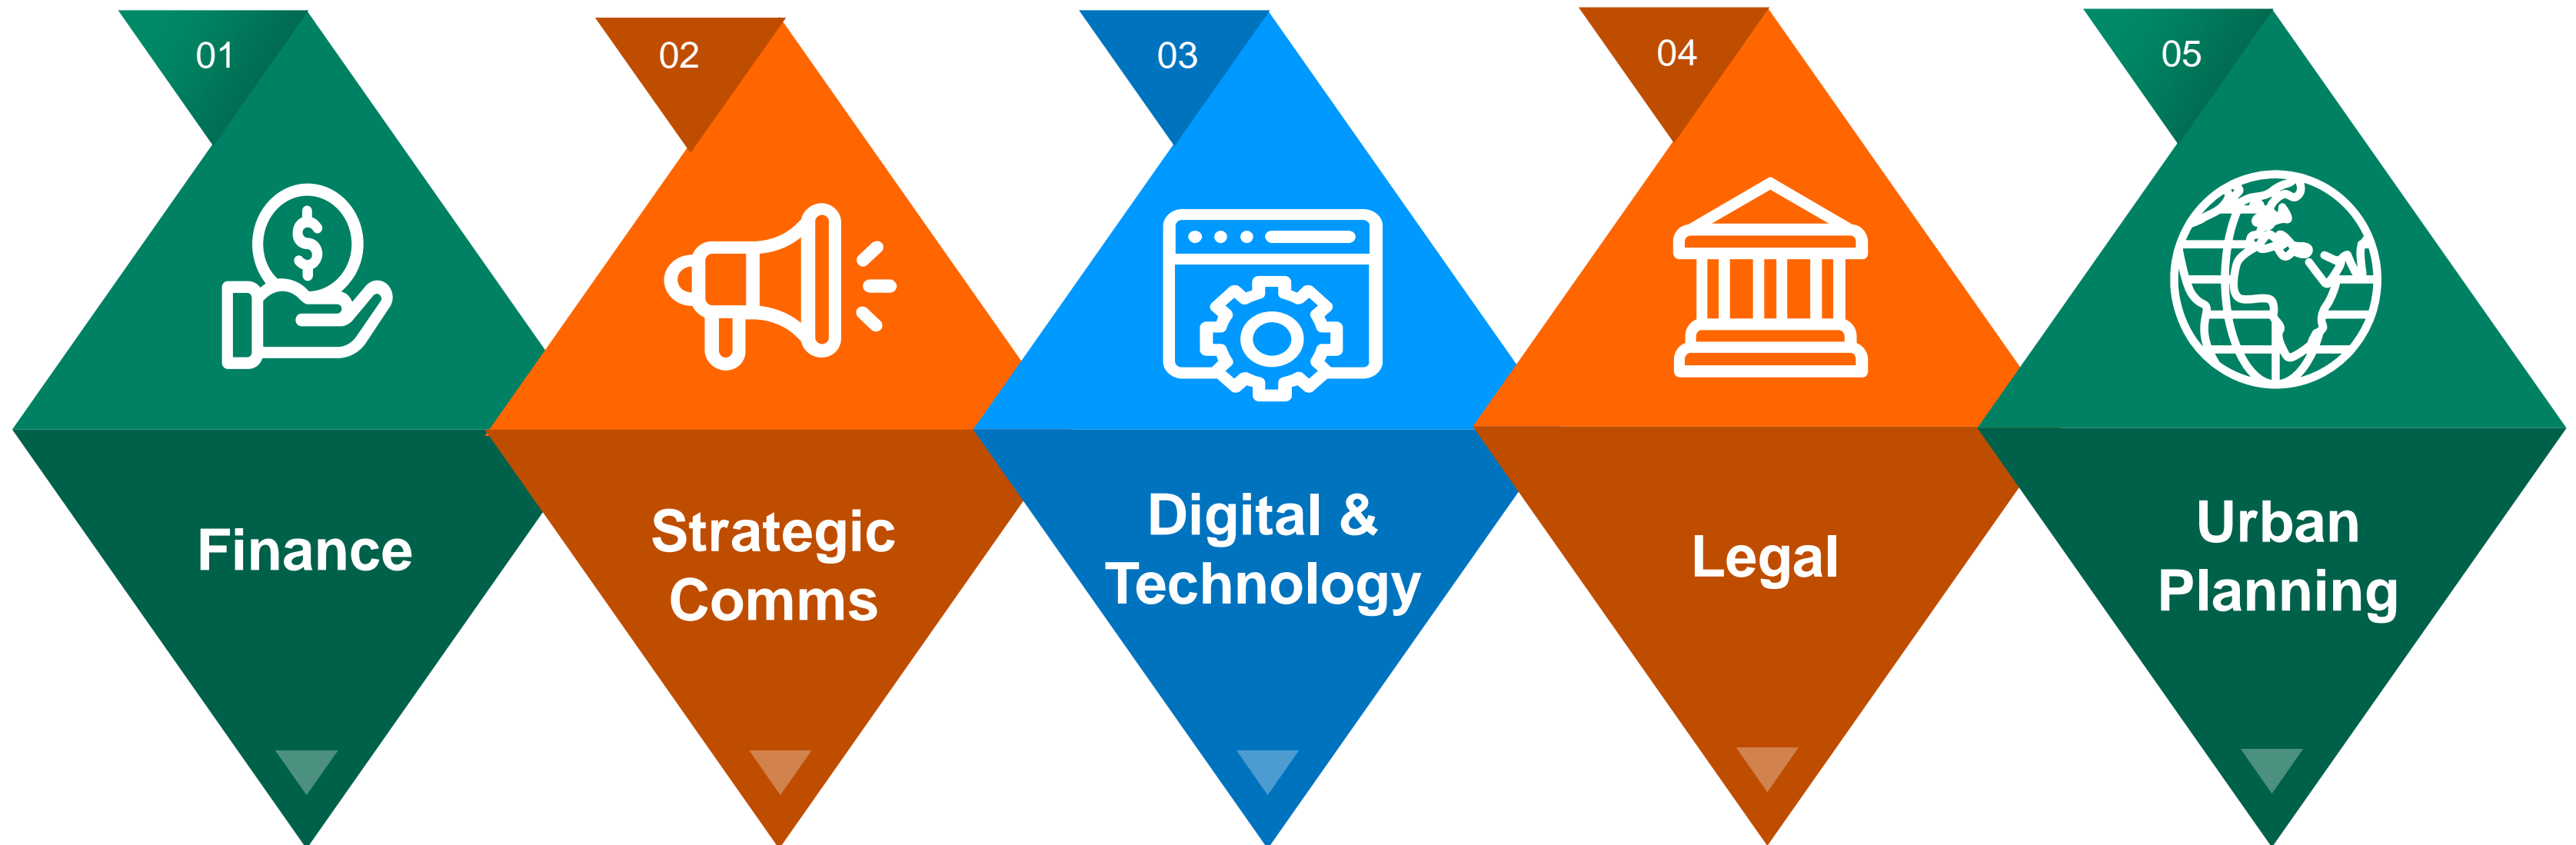 01
Finance
02
Strategic
Comms
03
Digital &
Technology
04
Legal
05
Urban
Planning